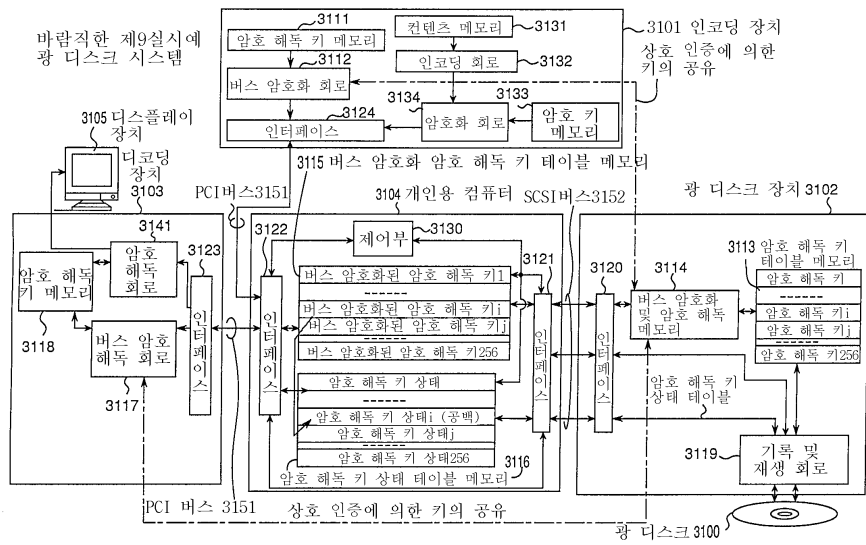 바람직한 제9실시예
광 디스크 시스템
3111
암호 해독 키 메모리
3112
버스 암호화 회로
3124
인터페이스
3131
컨텐츠 메모리
3132
인코딩 회로
3134
암호화 회로
3133
암호 키
메모리
3101 인코딩 장치
상호 인증에 의한
키의 공유
3105 디스플레이
장치
디코딩
장치
3103
PCI버스3151
3115 버스 암호화 암호 해독 키 테이블 메모리
3104 개인용 컴퓨터
SCSI버스3152
광 디스크 장치 3102
3141
암호
해독
회로
3123
인터페이스
암호 해독
키 메모리
3118
버스 암호
해독 회로
3117
3122
인터페이스
3130
제어부
버스 암호화된 암호 해독 키1
버스 암호화된 암호 해독 키i
버스 암호화된 암호 해독 키j
버스 암호화된 암호 해독 키256
암호 해독 키 상태
암호 해독 키 상태i (공백)
암호 해독 키 상태j
암호 해독 키 상태256
암호 해독 키 상태 테이블 메모리
3116
3121
인터페이스
3120
인터페이스
3114
버스 암호화
및 암호 해독
메모리
3113 암호 해독 키
테이블 메모리
암호 해독 키
암호 해독 키i
암호 해독 키j
암호 해독 키256
암호 해독 키
상태 테이블
3119
기록 및
재생 회로
PCI 버스 3151
상호 인증에 의한 키의 공유
광 디스크3100